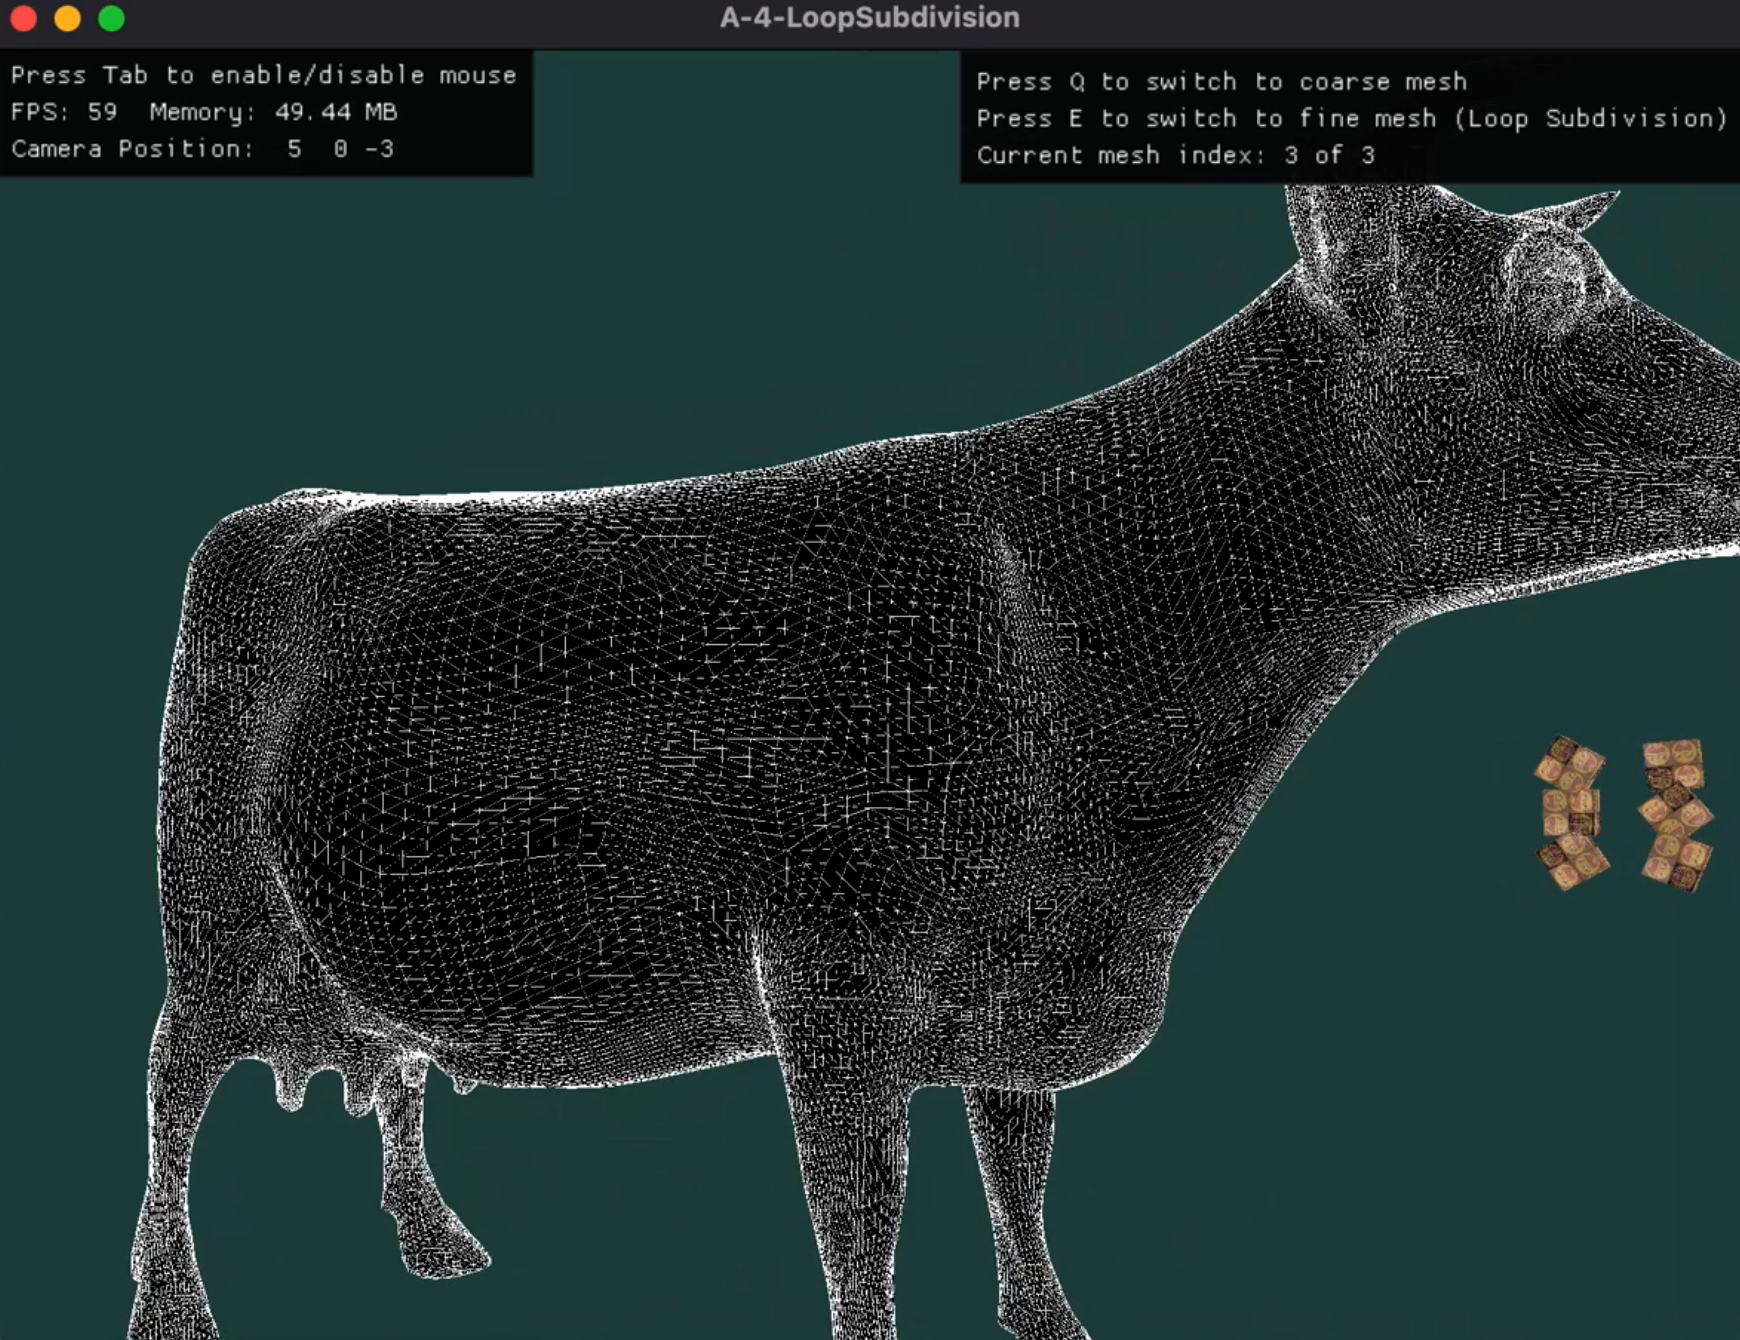 A-4-LoopSubdivision
Press Tab to enable/disable mouse
FPS: 59  Memory: 49.44 MB
Camera Position:  5  0 -3
Press Q to switch to coarse mesh
Press E to switch to fine mesh (Loop Subdivision)
Current mesh index: 3 of 3